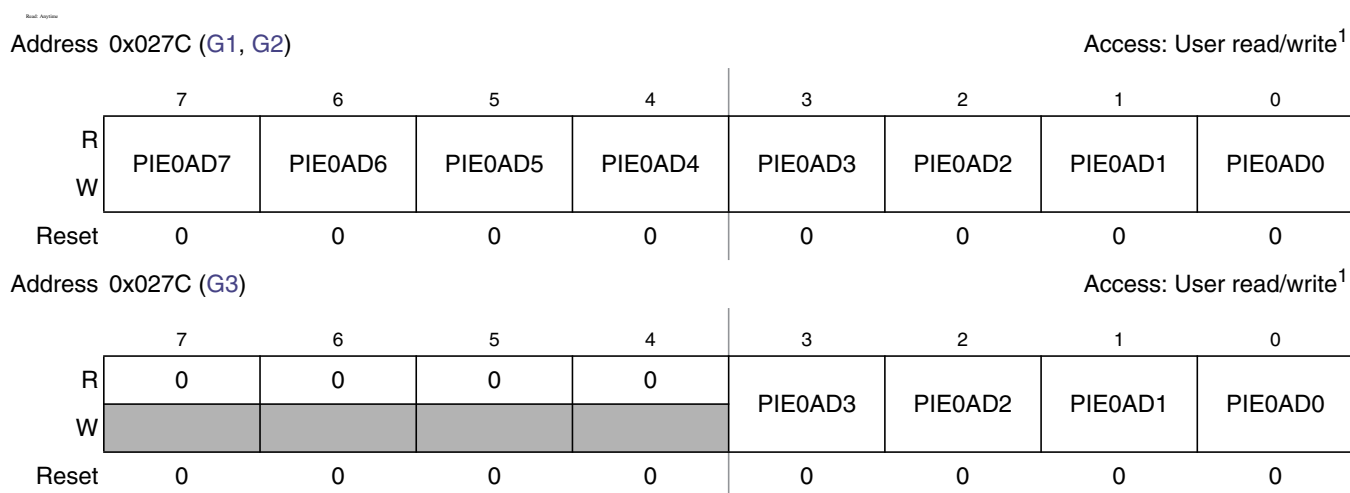 Read: Anytime
Address 0x027C (G1, G2) Access: User read/write1
7 6 5 4 3 2 1 0
R
PIE0AD7 PIE0AD6 PIE0AD5 PIE0AD4 PIE0AD3 PIE0AD2 PIE0AD1 PIE0AD0
W
Reset 0 0 0 0 0 0 0 0
Address 0x027C (G3) Access: User read/write1
7 6 5 4 3 2 1 0
R 0 0 0 0
PIE0AD3 PIE0AD2 PIE0AD1 PIE0AD0
W
Reset 0 0 0 0 0 0 0 0